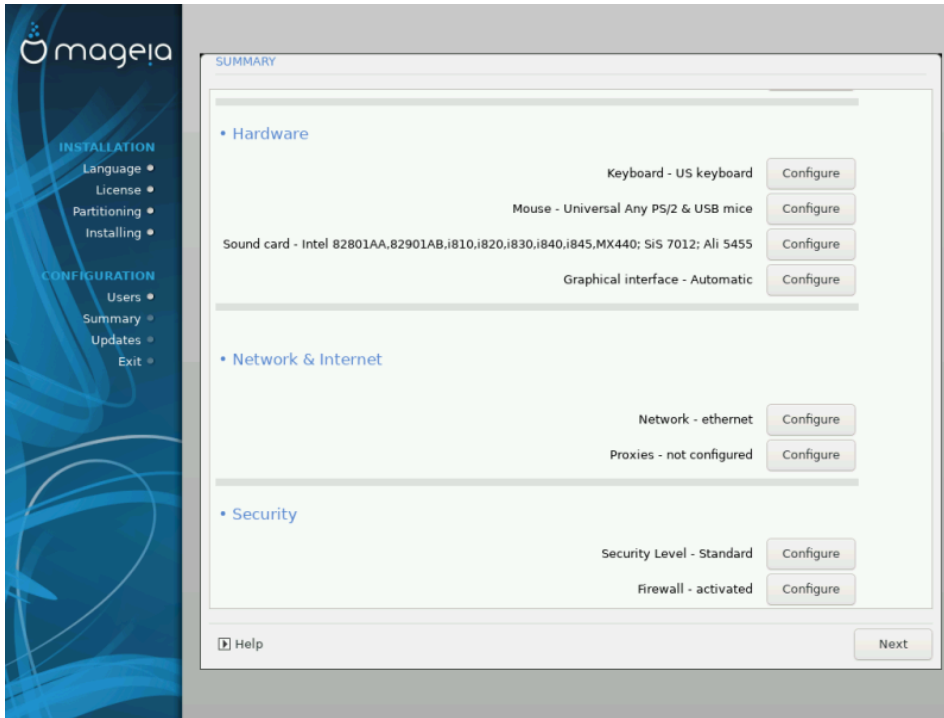 mageia
INSTALLATION
Language
License
Partitioning
Installing
CONFIGURATION
Users
Summary
Updates
Exit
SUMMARY
• Hardware
Keyboard - US keyboard Configure
Mouse - Universal Any PS/2 & USB mice Configure
Sound card - Intel 82801AA,82901AB,i810,i820,i830,i840,i845,MX440; SiS 7012; Ali 5455 Configure
Graphical interface - Automatic Configure
• Network & Internet
Network - ethernet Configure
Proxies - not configured Configure
• Security
Security Level - Standard Configure
Firewall - activated Configure
Help
Next